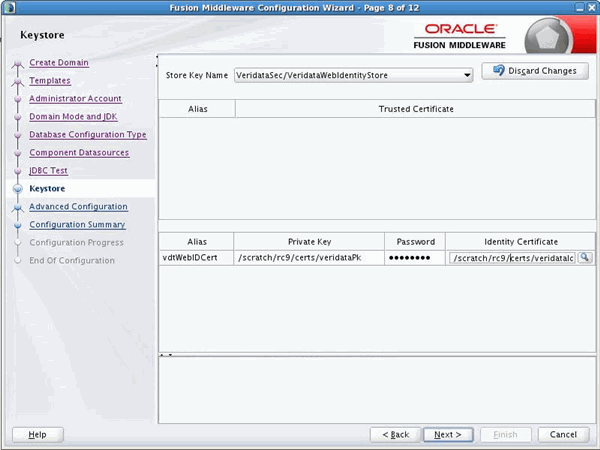 Fusion Middleware Configuration Wizard - Page 8 of 12
Keystore
ORACLE
FUSION MIDDLEWARE
Create Domain
Templates
Administrator Account
Domain Mode and JDK
Database Configuration Type
Component Datasources
JDBC Test
Keystore
Advanced Configuration
Configuration Summary
Configuration Progress
End Of Configuration
Store Key Name VeridataSec/VeridataWebIdentityStore Discard Changes
Alias Trusted Certificate
Alias Private Key Password Identity Certificate
vdtWebIDCert /scratch/rc9/certs/veridataPk ●●●●●●●● /scratch/rc9/certs/veridataIc
Help < Back Next > Finish Cancel